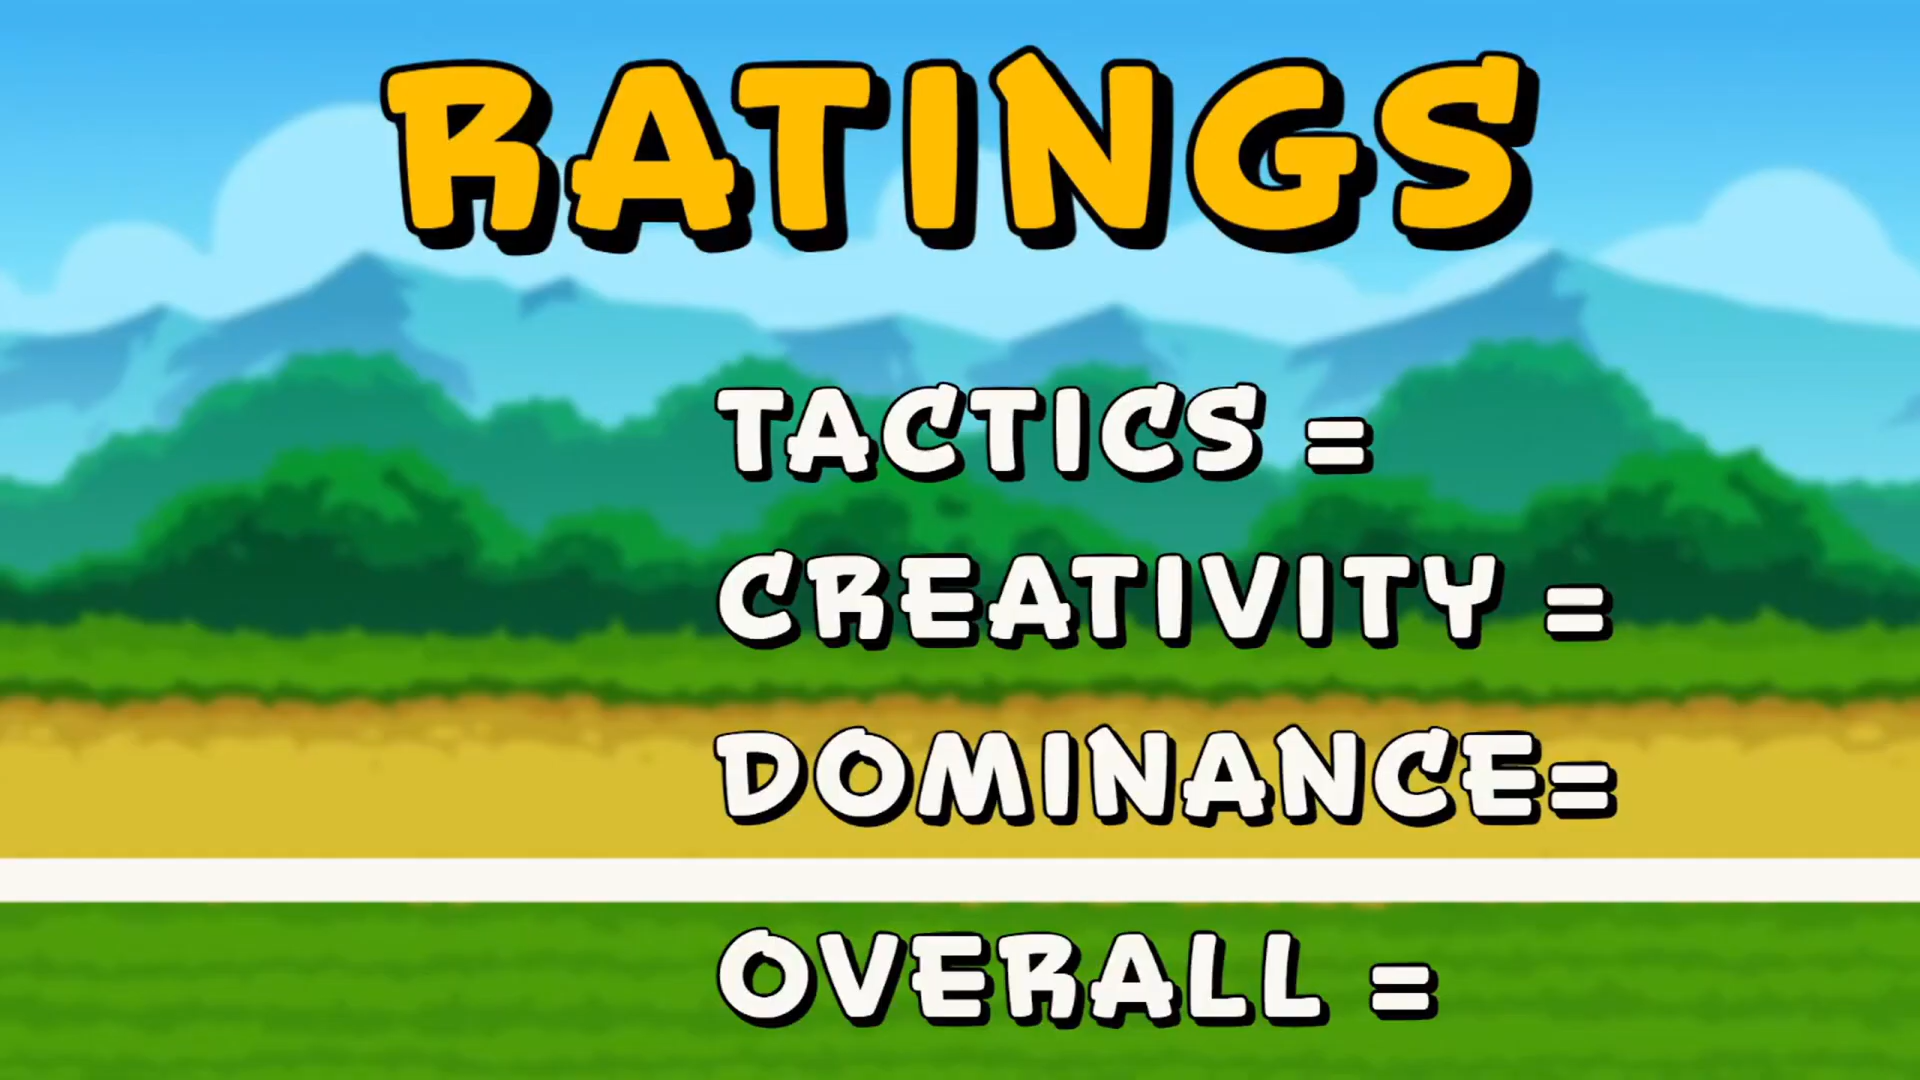 RATINGS
TACTICS =
CREATIVITY =
DOMINANCE=
OVERALL =